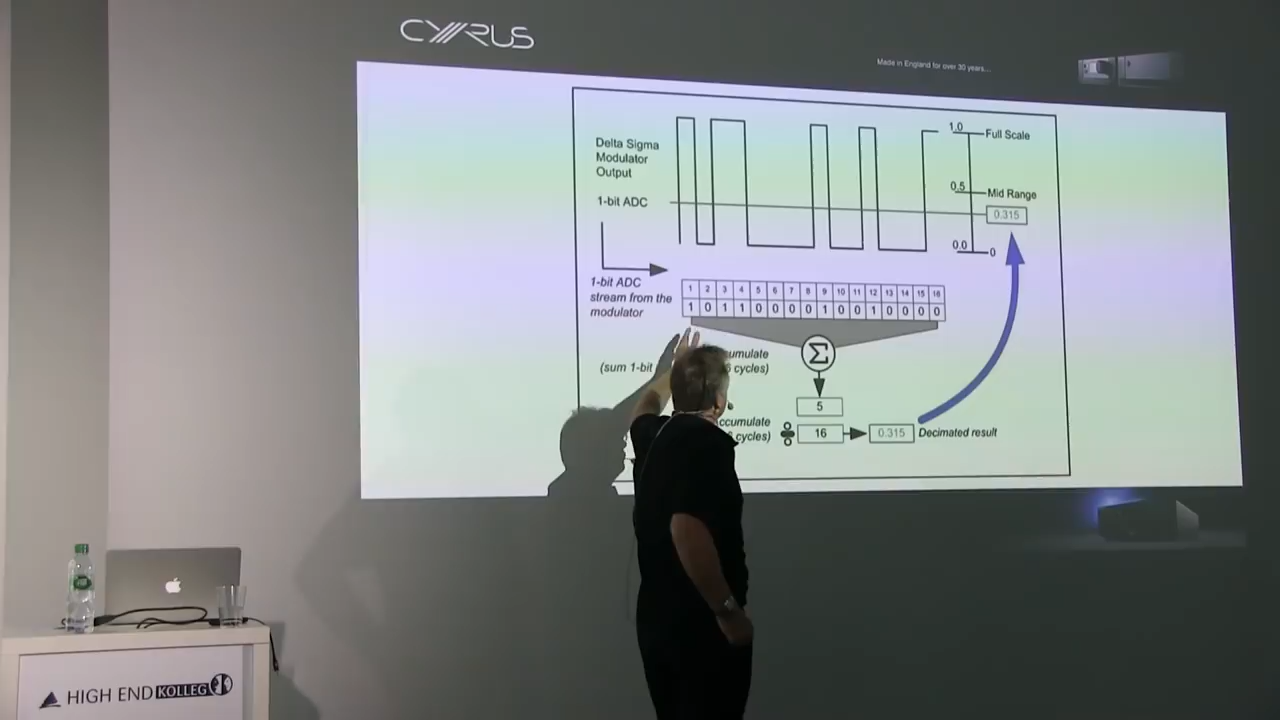 CYRUS
Made in England for over 30 years...
Delta Sigma
Modulator
Output
1-bit ADC
1.0
Full Scale
0.5
Mid Range
0.315
0.0
0
1-bit ADC
stream from the
modulator
1 2 3 4 5 6 7 8 9 10 11 12 13 14 15 16
1 0 1 1 0 0 0 0 1 0 0 1 0 0 0 0
(sum 1-bit
cycles)
Σ
5
cycles)
÷
16
0.315
Decimated result
HIGH END KOLLEG